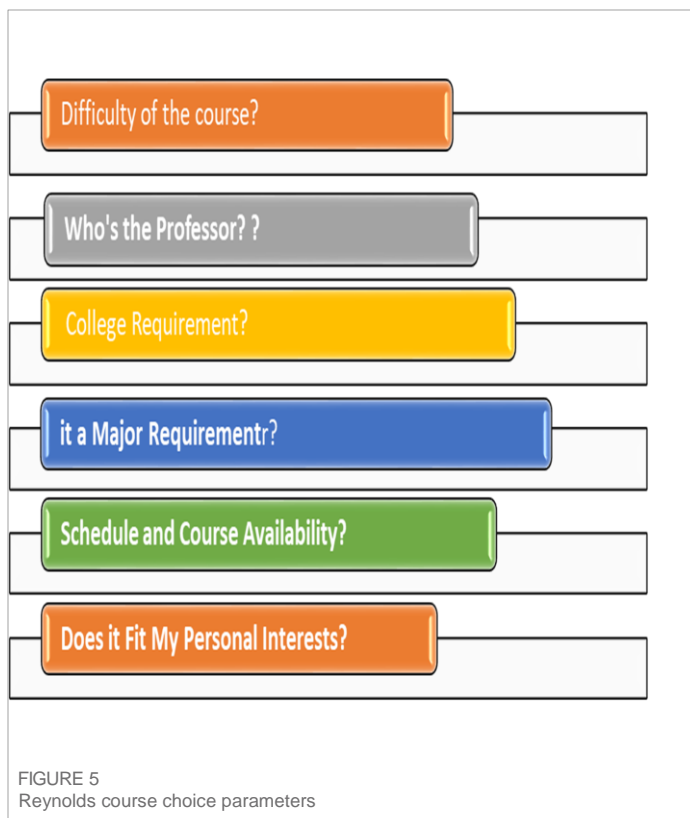 Difficulty of the course?
Who's the Professor? ?
College Requirement?
it a Major Requirementr?
Schedule and Course Availability?
Does it Fit My Personal Interests?
FIGURE 5
Reynolds course choice parameters